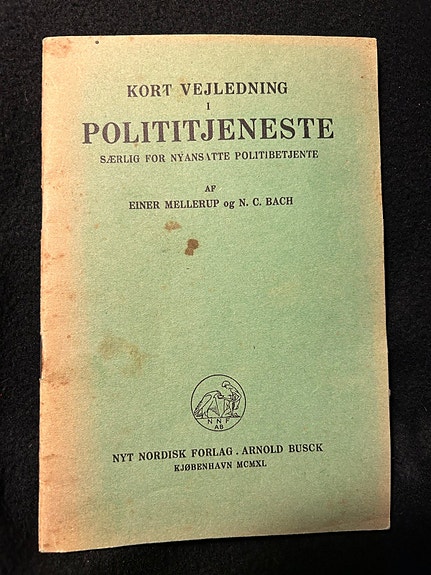 KORT VEJLEDNING
I
POLITITJENESTE
SÆRLIG FOR NYANSATTE POLITIBETJENTE
AF
EINER MELLERUP og N. C. BACH
N N F
AB
NYT NORDISK FORLAG . ARNOLD BUSCK
KJØBENHAVN MCMXL